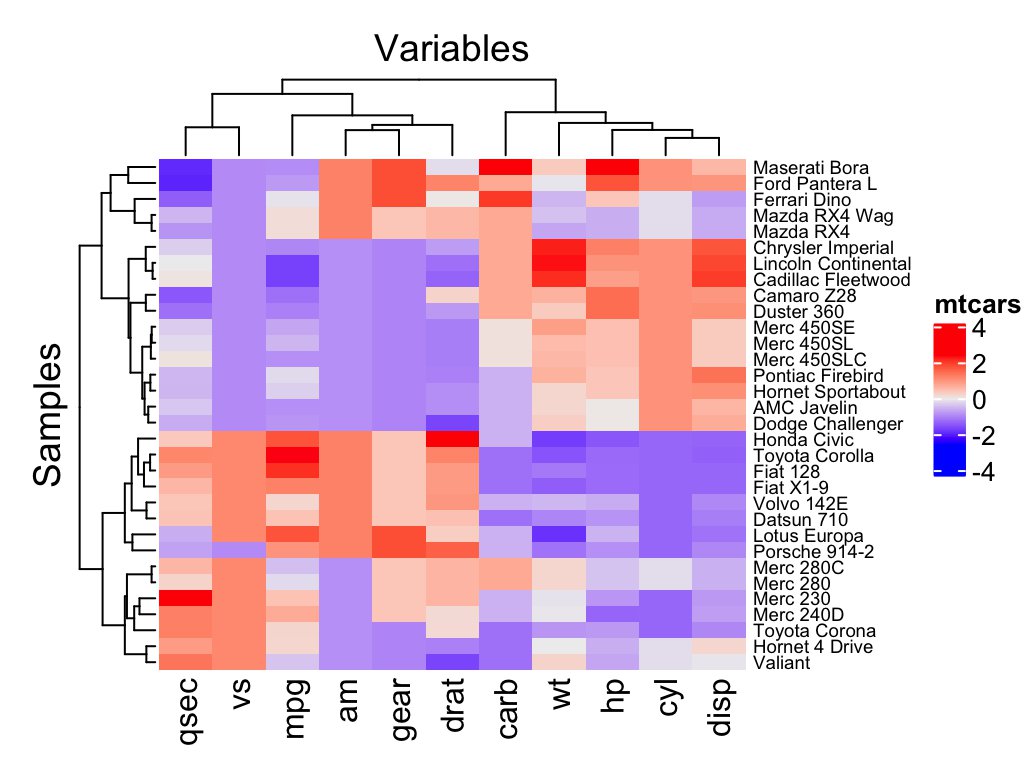 Variables
Samples
Maserati Bora
Ford Pantera L
Ferrari Dino
Mazda RX4 Wag
Mazda RX4
Chrysler Imperial
Lincoln Continental
Cadillac Fleetwood
Camaro Z28
Duster 360
Merc 450SE
Merc 450SL
Merc 450SLC
Pontiac Firebird
Hornet Sportabout
AMC Javelin
Dodge Challenger
Honda Civic
Toyota Corolla
Fiat 128
Fiat X1-9
Volvo 142E
Datsun 710
Lotus Europa
Porsche 914-2
Merc 280C
Merc 280
Merc 230
Merc 240D
Toyota Corona
Hornet 4 Drive
Valiant
mtcars
4
2
0
-2
-4
qsec vs mpg am gear drat carb wt hp cyl disp